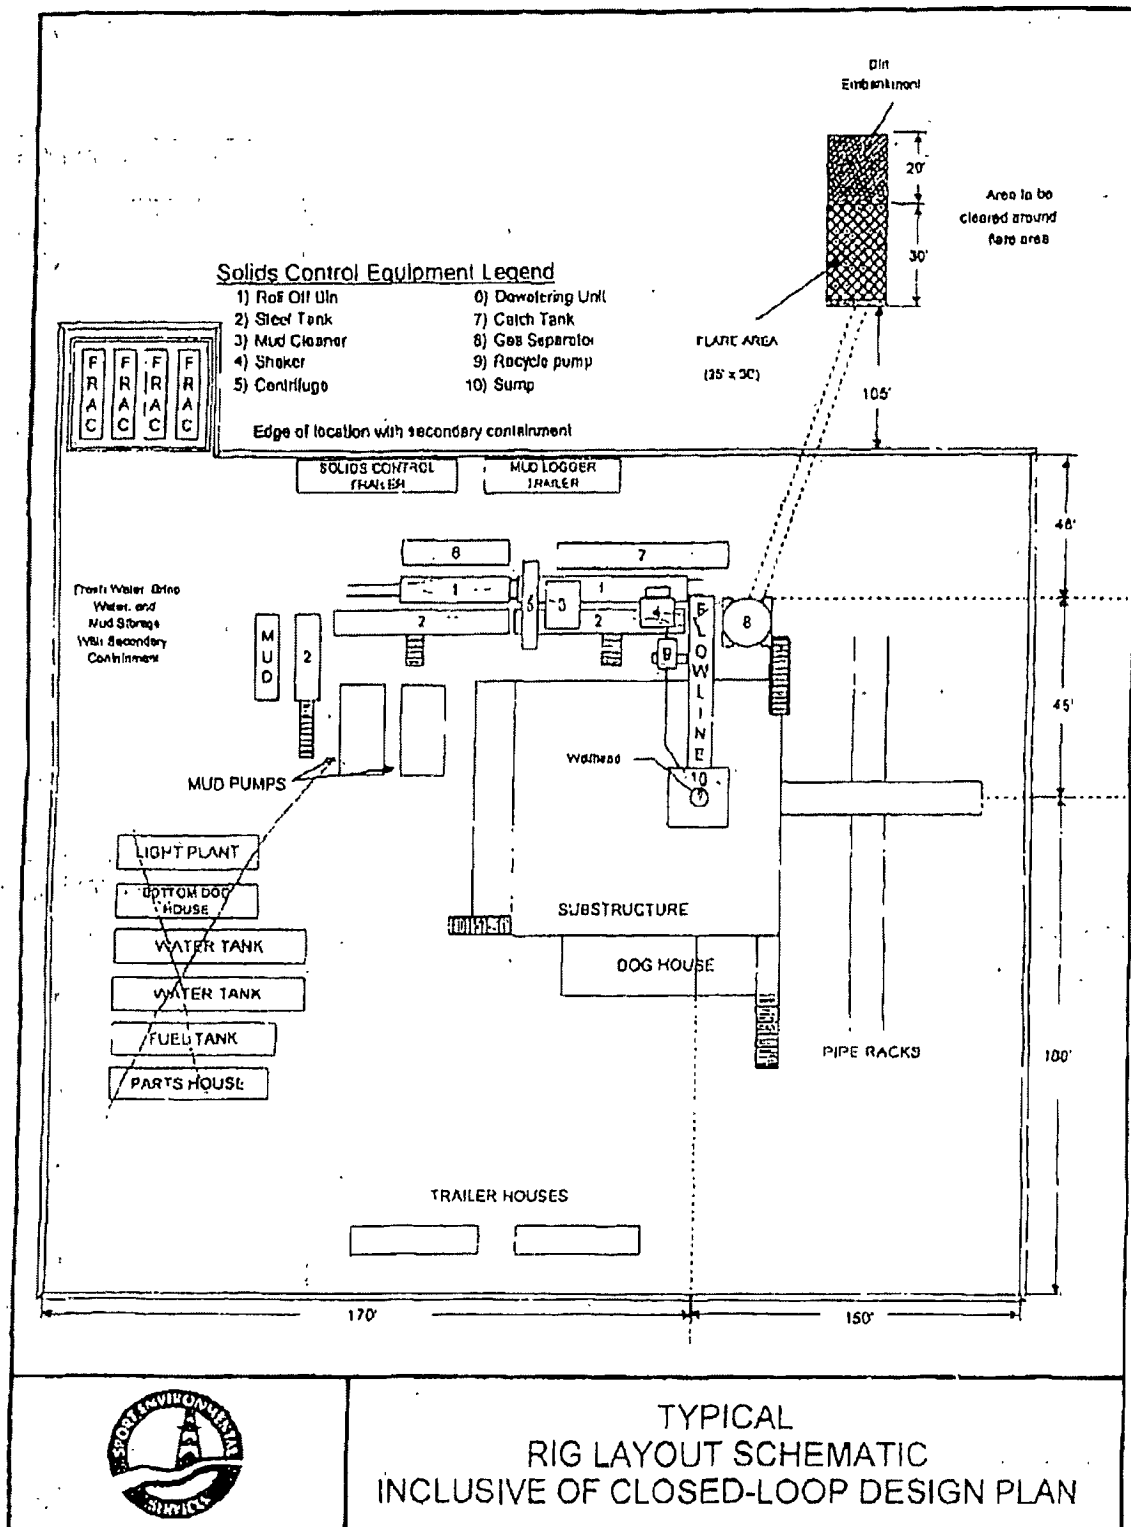 Dirt
Embankment
20'
Area to be
cleared around
flare area
30'
FLARE AREA
105'
Solids Control Equipment Legend
1) Roll Off Bin
2) Steel Tank
3) Mud Cleaner
4) Shaker
5) Centrifuge
6) Dewatering Unit
7) Catch Tank
8) Gas Separator
9) Recycle pump
10) Sump
FRAC
FRAC
FRAC
FRAC
Edge of location with secondary containment
SOLIDS CONTROL
TRAILER
MUD LOGGER
TRAILER
7
1
1
3
4
8
2
2
9
Fresh Water, Brine
Water, and
Mud Storage
With Secondary
Containment
MUD
2
FLOWLINE
45'
Wellhead
10
MUD PUMPS
LIGHT PLANT
BOTTOM DOG
HOUSE
WATER TANK
WATER TANK
FUEL TANK
PARTS HOUSE
SUBSTRUCTURE
DOG HOUSE
PIPE RACKS
TRAILER HOUSES
170'
150'
SPORT ENVIRONMENTAL
SERVICES
TYPICAL
RIG LAYOUT SCHEMATIC
INCLUSIVE OF CLOSED-LOOP DESIGN PLAN